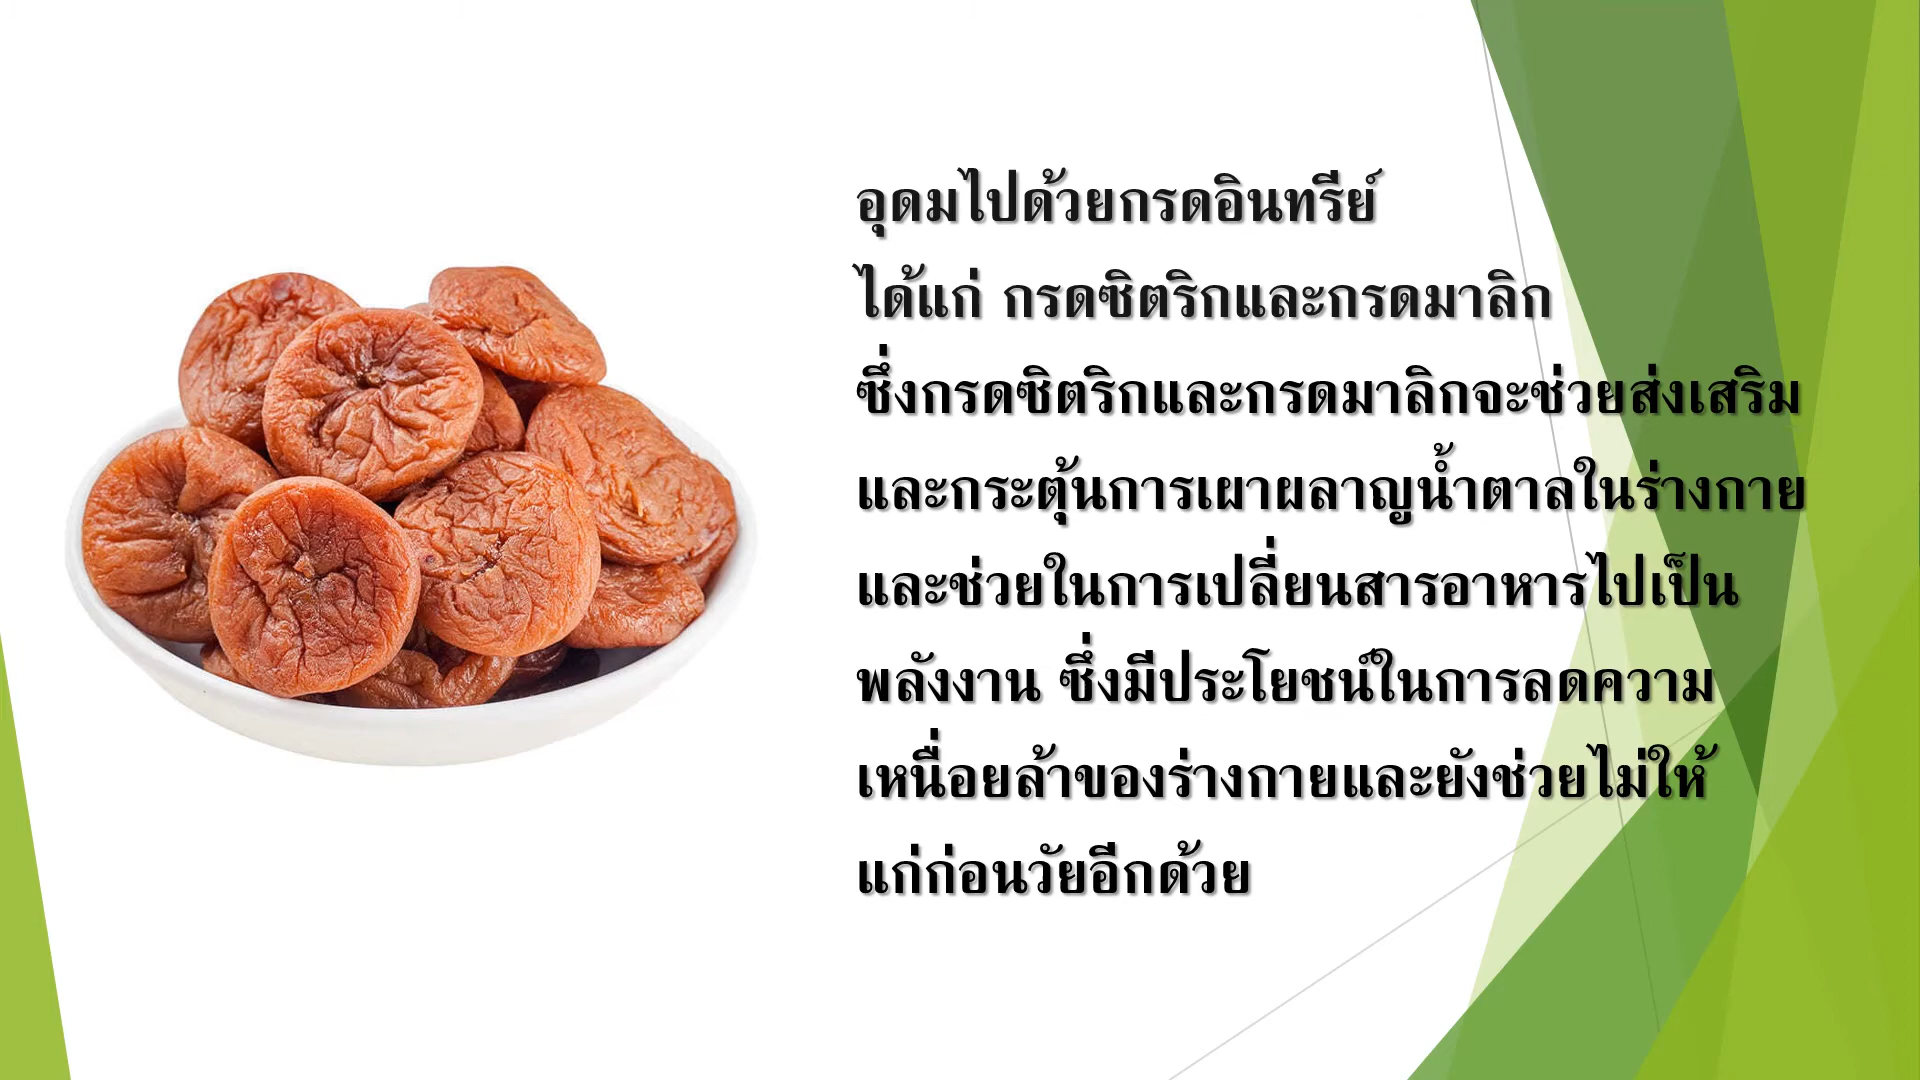 อุดมไปด้วยกรดอินทรีย์
ได้แก่ กรดซิตริกและกรดมาลิก
ซึ่งกรดซิตริกและกรดมาลิกจะช่วยส่งเสริม
และกระตุ้นการเผาผลาญน้ำตาลในร่างกาย
และช่วยในการเปลี่ยนสารอาหารไปเป็น
พลังงาน ซึ่งมีประโยชน์ในการลดความ
เหนื่อยล้าของร่างกายและยังช่วยไม่ให้
แก่ก่อนวัยอีกด้วย